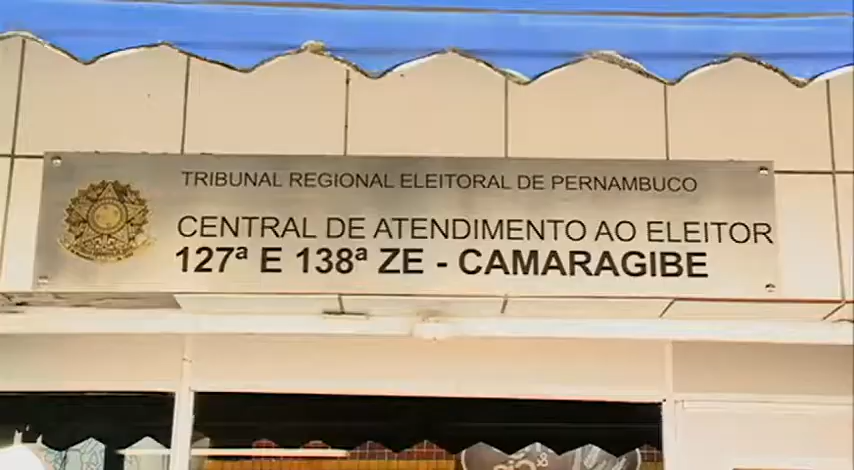 TRIBUNAL REGIONAL ELEITORAL DE PERNAMBUCO
CENTRAL DE ATENDIMENTO AO ELEITOR
127ª E 138ª ZE - CAMARAGIBE